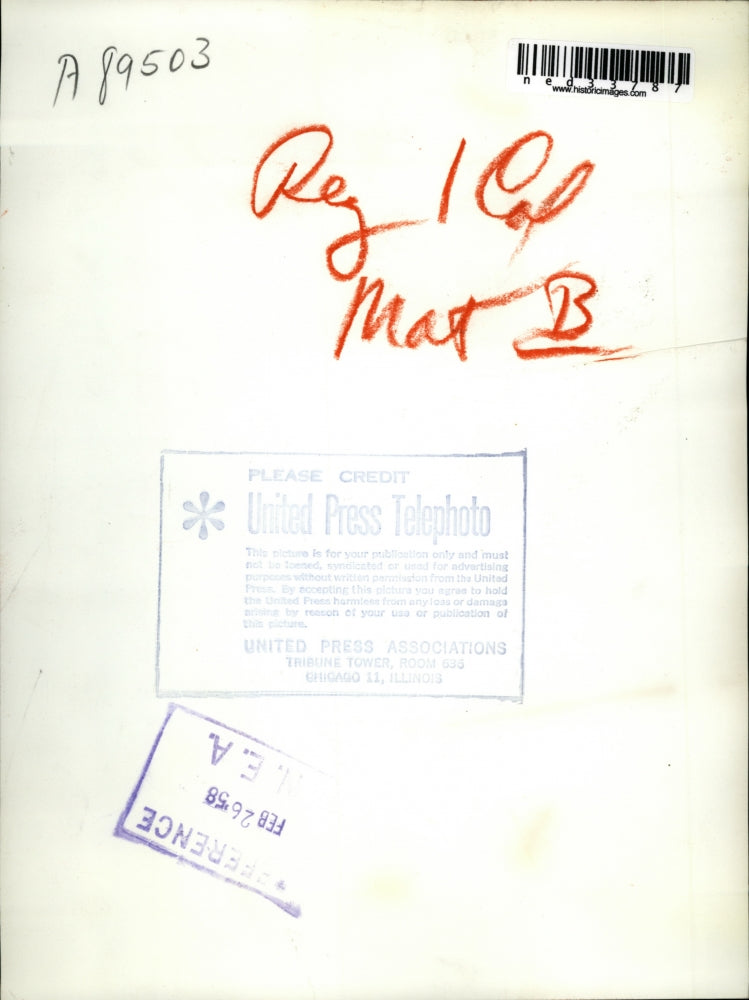 A 89503
ned33787
www.historicimages.com
Reg 1 Col
Mat B
PLEASE CREDIT
United Press Telephoto
This picture is for your publication only and must
not be loaned, syndicated or used for advertising
purposes without written permission from the United
Press. By accepting this picture you agree to hold
the United Press harmless from any loss or damage
arising by reason of your use or publication of
this picture.
UNITED PRESS ASSOCIATIONS
TRIBUNE TOWER, ROOM 635
CHICAGO 11, ILLINOIS
REFERENCE
FEB 26 '58
N. E. A.